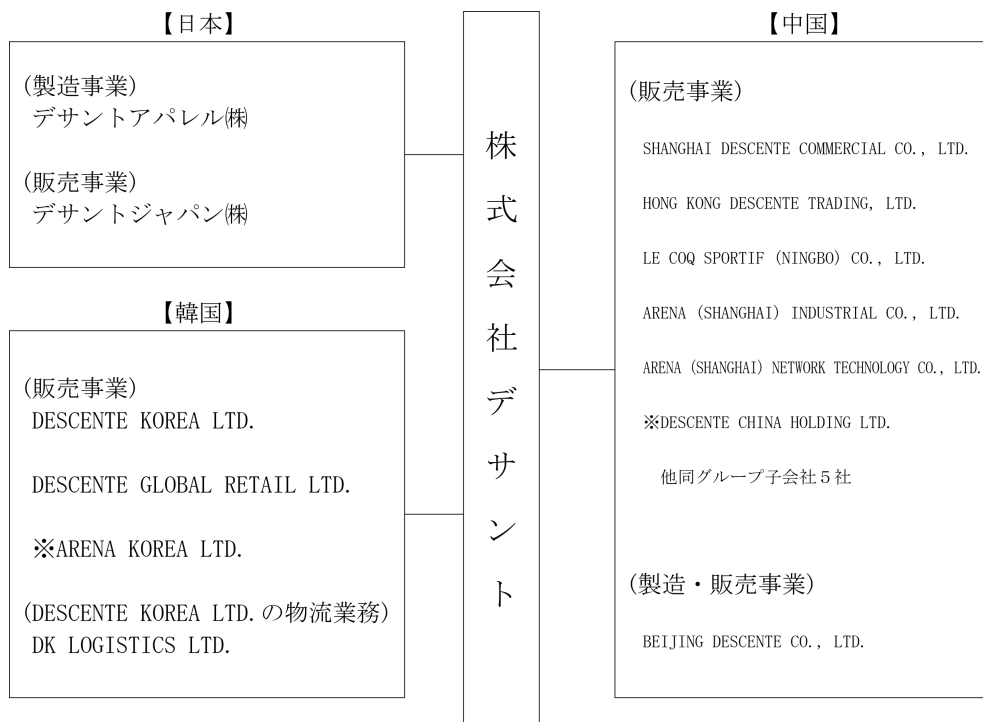 【日本】
(製造事業)
デサントアパレル㈱
(販売事業)
デサントジャパン㈱
【韓国】
(販売事業)
DESCENTE KOREA LTD.
DESCENTE GLOBAL RETAIL LTD.
※ARENA KOREA LTD.
(DESCENTE KOREA LTD.の物流業務)
DK LOGISTICS LTD.
株式会社デサント
【中国】
(販売事業)
SHANGHAI DESCENTE COMMERCIAL CO., LTD.
HONG KONG DESCENTE TRADING, LTD.
LE COQ SPORTIF (NINGBO) CO., LTD.
ARENA (SHANGHAI) INDUSTRIAL CO., LTD.
ARENA (SHANGHAI) NETWORK TECHNOLOGY CO., LTD.
※DESCENTE CHINA HOLDING LTD.
他同グループ子会社５社
(製造・販売事業)
BEIJING DESCENTE CO., LTD.